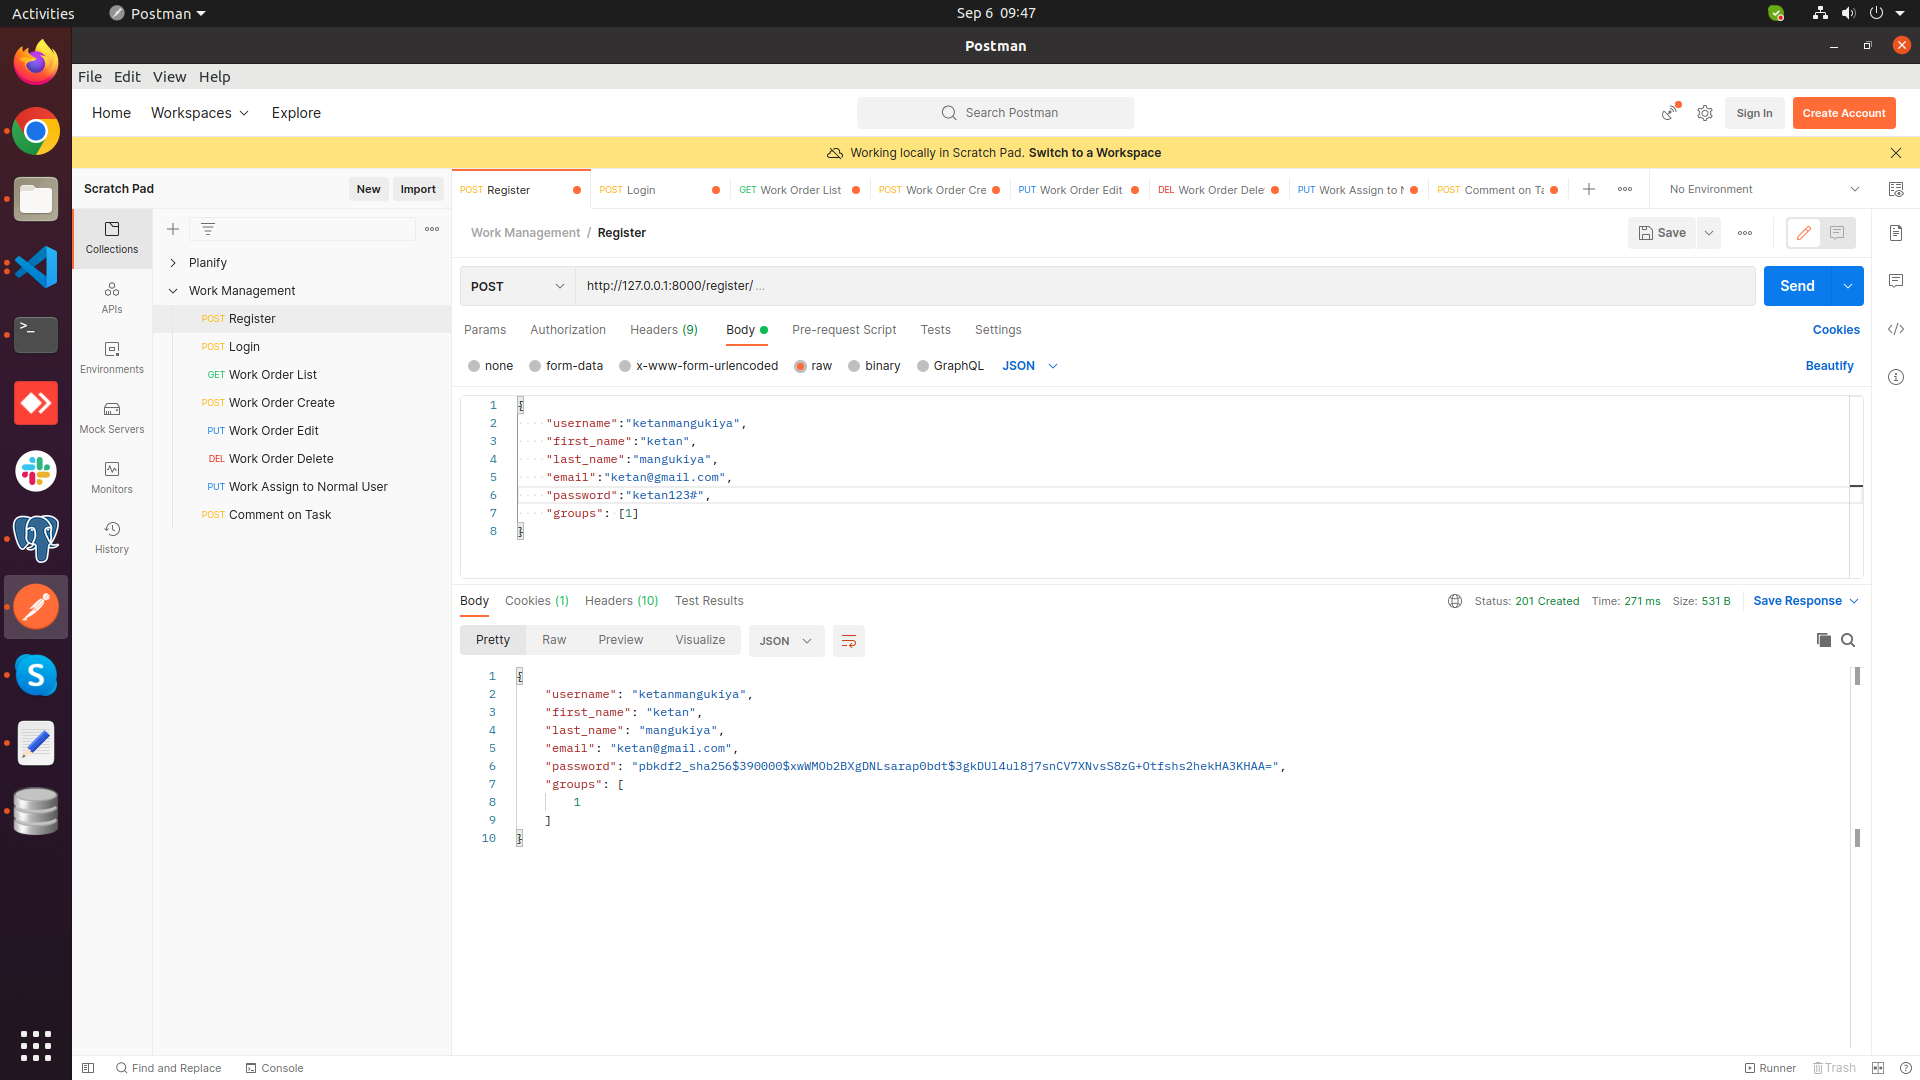 Activities
Postman
Sep 6 09:47
Postman
File Edit View Help
Home Workspaces Explore
Search Postman
Sign In
Create Account
Working locally in Scratch Pad. Switch to a Workspace
Scratch Pad
New
Import
POST Register
POST Login
GET Work Order List
POST Work Order Cre
PUT Work Order Edit
DEL Work Order Dele
PUT Work Assign to N
POST Comment on Ta
No Environment
Collections
APIs
Environments
Mock Servers
Monitors
History
Planify
Work Management
POST Register
POST Login
GET Work Order List
POST Work Order Create
PUT Work Order Edit
DEL Work Order Delete
PUT Work Assign to Normal User
POST Comment on Task
Work Management / Register
Save
POST
http://127.0.0.1:8000/register/ ...
Send
Params Authorization Headers (9) Body Pre-request Script Tests Settings
Cookies
none form-data x-www-form-urlencoded raw binary GraphQL JSON
Beautify
1 {
2 "username":"ketanmangukiya",
3 "first_name":"ketan",
4 "last_name":"mangukiya",
5 "email":"ketan@gmail.com",
6 "password":"ketan123#",
7 "groups": [1]
8 }
Body Cookies (1) Headers (10) Test Results
Status: 201 Created Time: 271 ms Size: 531 B
Save Response
Pretty Raw Preview Visualize JSON
1 {
2 "username": "ketanmangukiya",
3 "first_name": "ketan",
4 "last_name": "mangukiya",
5 "email": "ketan@gmail.com",
6 "password": "pbkdf2_sha256$390000$xwWMOb2BXgDNLsarap0bdt$3gkDUl4ul8j7snCV7XNvsS8zG+Otfshs2hekHA3KHAA=",
7 "groups": [
8 1
9 ]
10 }
Find and Replace
Console
Runner
Trash